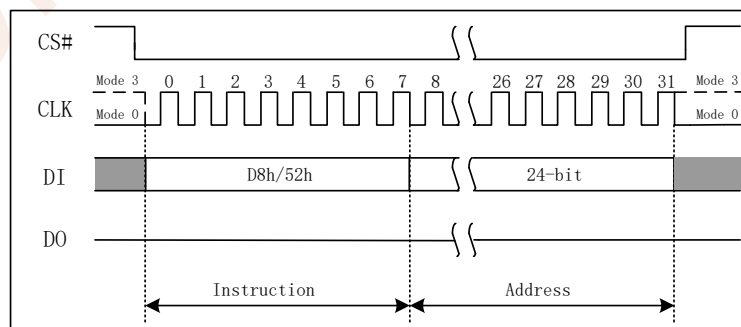 CS#
Mode 3 0 1 2 3 4 5 6 7 8 26 27 28 29 30 31 Mode 3
CLK
Mode 0 Mode 0
DI D8h/52h 24-bit
DO
Instruction Address